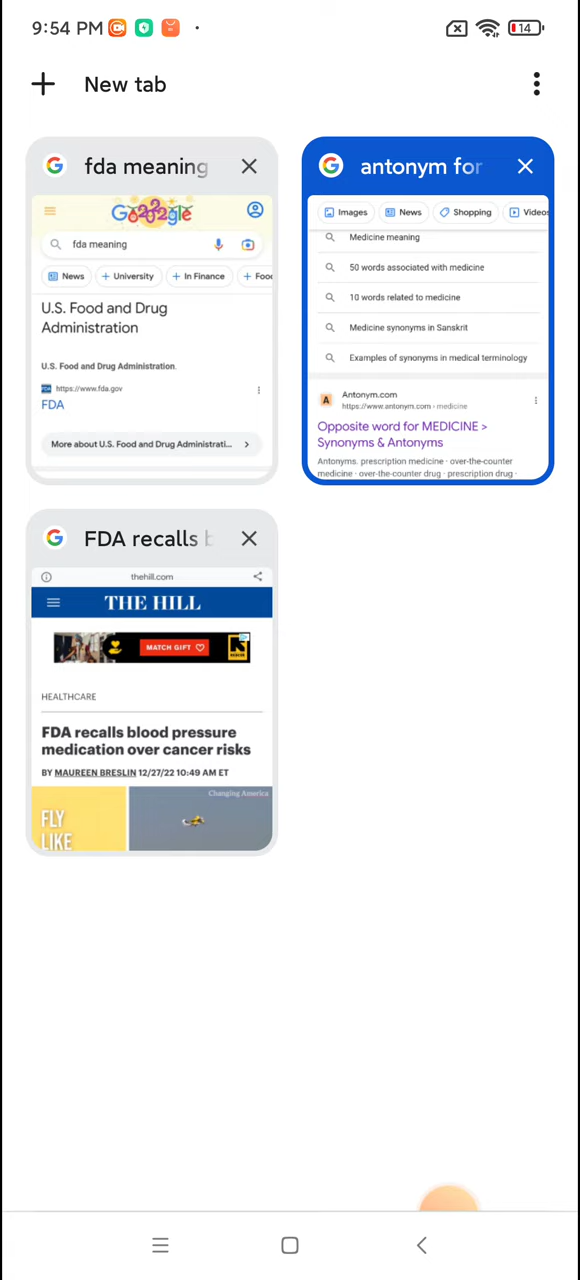 9:54 PM
14
New tab
fda meaning
Google
fda meaning
News
University
In Finance
U.S. Food and Drug
Administration
U.S. Food and Drug Administration.
https://www.fda.gov
FDA
More about U.S. Food and Drug Administrati...
antonym for
Images News Shopping Videos
Medicine meaning
50 words associated with medicine
10 words related to medicine
Medicine synonyms in Sanskrit
Examples of synonyms in medical terminology
Antonym.com
https://www.antonym.com › medicine
Opposite word for MEDICINE >
Synonyms & Antonyms
Antonyms. prescription medicine · over-the-counter
medicine · over-the-counter drug · prescription drug ·
FDA recalls
thehill.com
THE HILL
MATCH GIFT
HEALTHCARE
FDA recalls blood pressure
medication over cancer risks
BY MAUREEN BRESLIN 12/27/22 10:49 AM ET
Changing America
FLY
LIKE